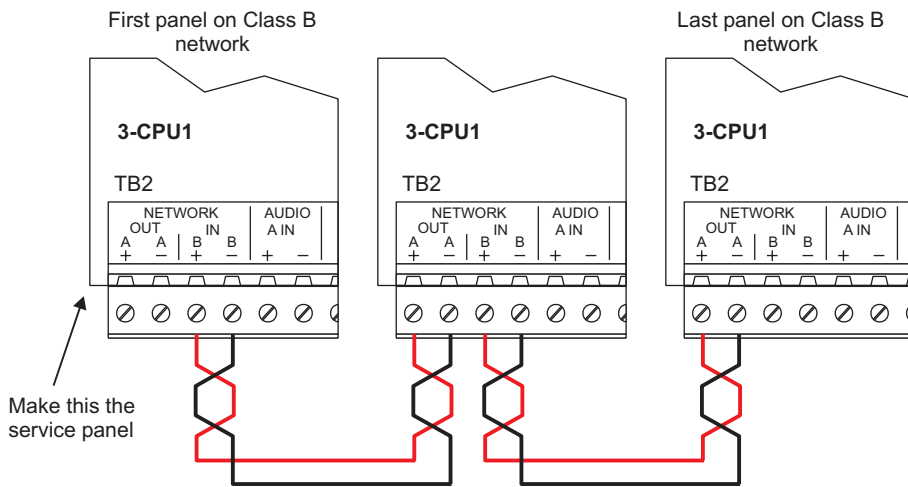 First panel on Class B
network
Last panel on Class B
network
3-CPU1
TB2
NETWORK
OUT IN
A A B B
+ − + −
AUDIO
A IN
+ −
3-CPU1
TB2
NETWORK
OUT IN
A A B B
+ − + −
AUDIO
A IN
+ −
3-CPU1
TB2
NETWORK
OUT IN
A A B B
+ − + −
AUDIO
A IN
+ −
Make this the
service panel